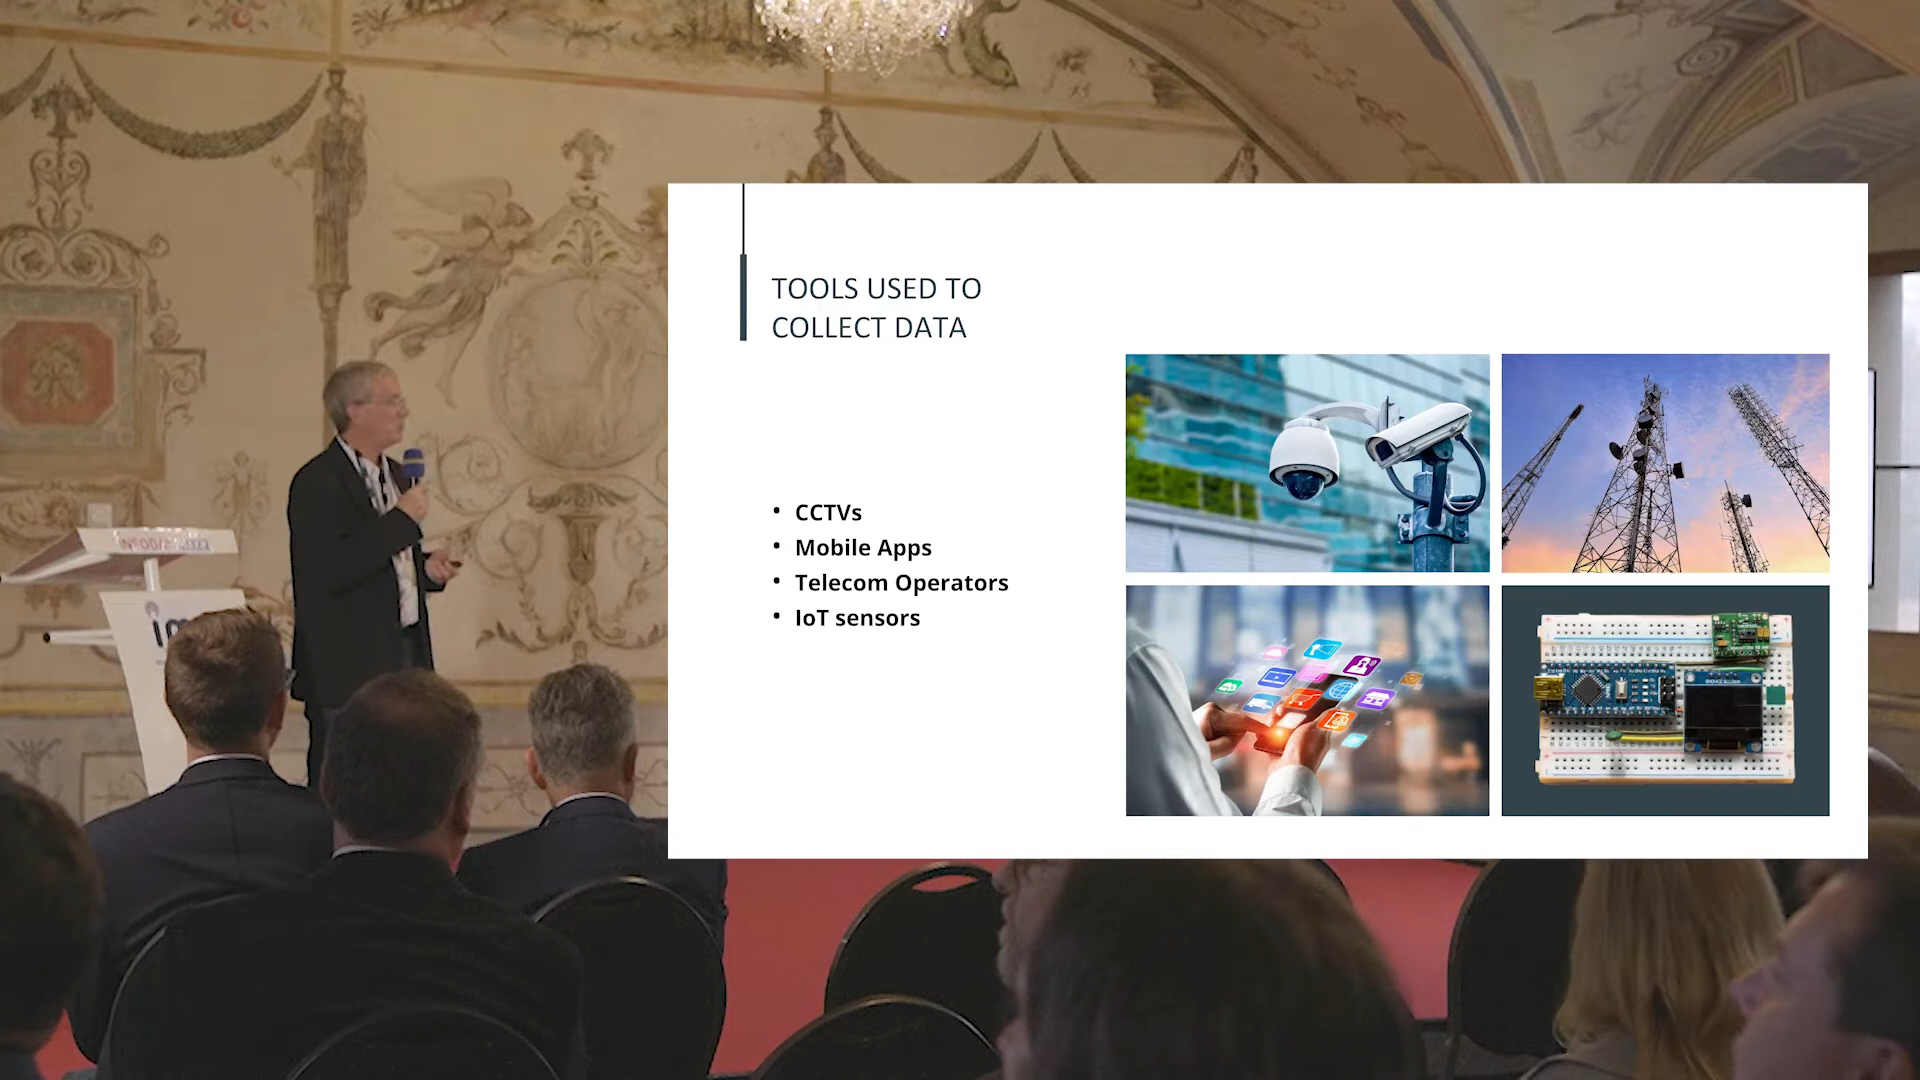 TOOLS USED TO
COLLECT DATA
• CCTVs
• Mobile Apps
• Telecom Operators
• IoT sensors